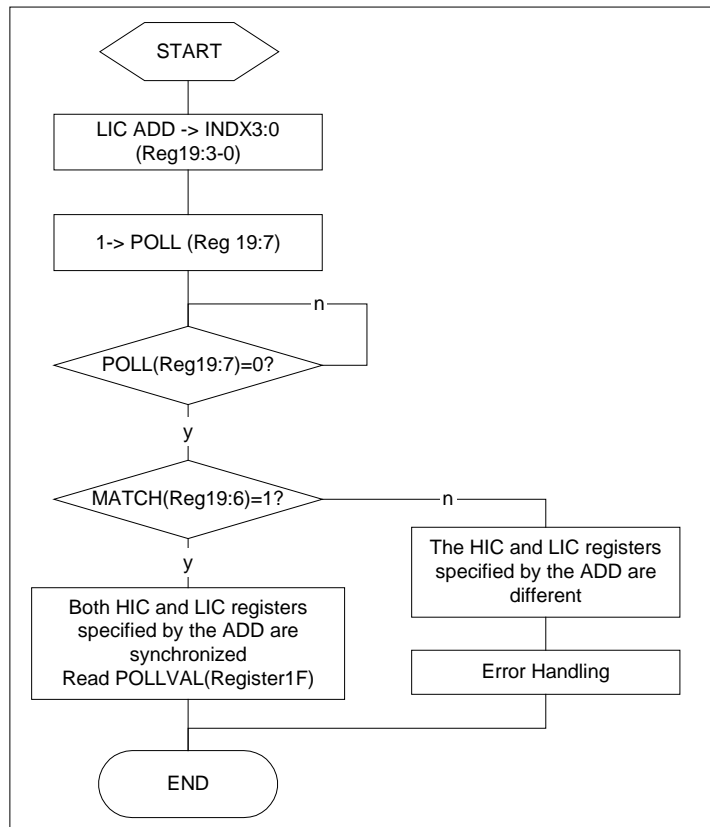 START
LIC ADD -> INDX3:0
(Reg19:3-0)
1-> POLL (Reg 19:7)
n
POLL(Reg19:7)=0?
y
MATCH(Reg19:6)=1?
n
y
The HIC and LIC registers
specified by the ADD are
different
Both HIC and LIC registers
specified by the ADD are
synchronized
Read POLLVAL(Register1F)
Error Handling
END